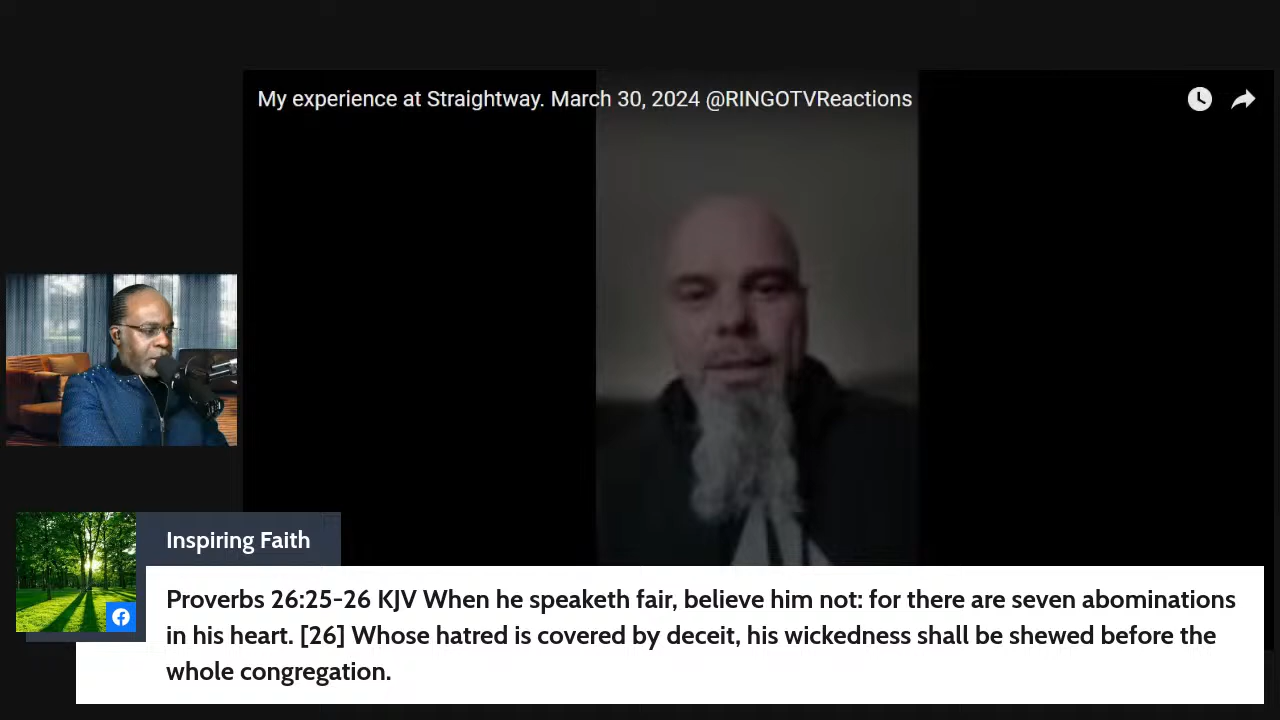 My experience at Straightway. March 30, 2024 @RINGOTVReactions
Inspiring Faith
Proverbs 26:25-26 KJV When he speaketh fair, believe him not: for there are seven abominations
in his heart. [26] Whose hatred is covered by deceit, his wickedness shall be shewed before the
whole congregation.